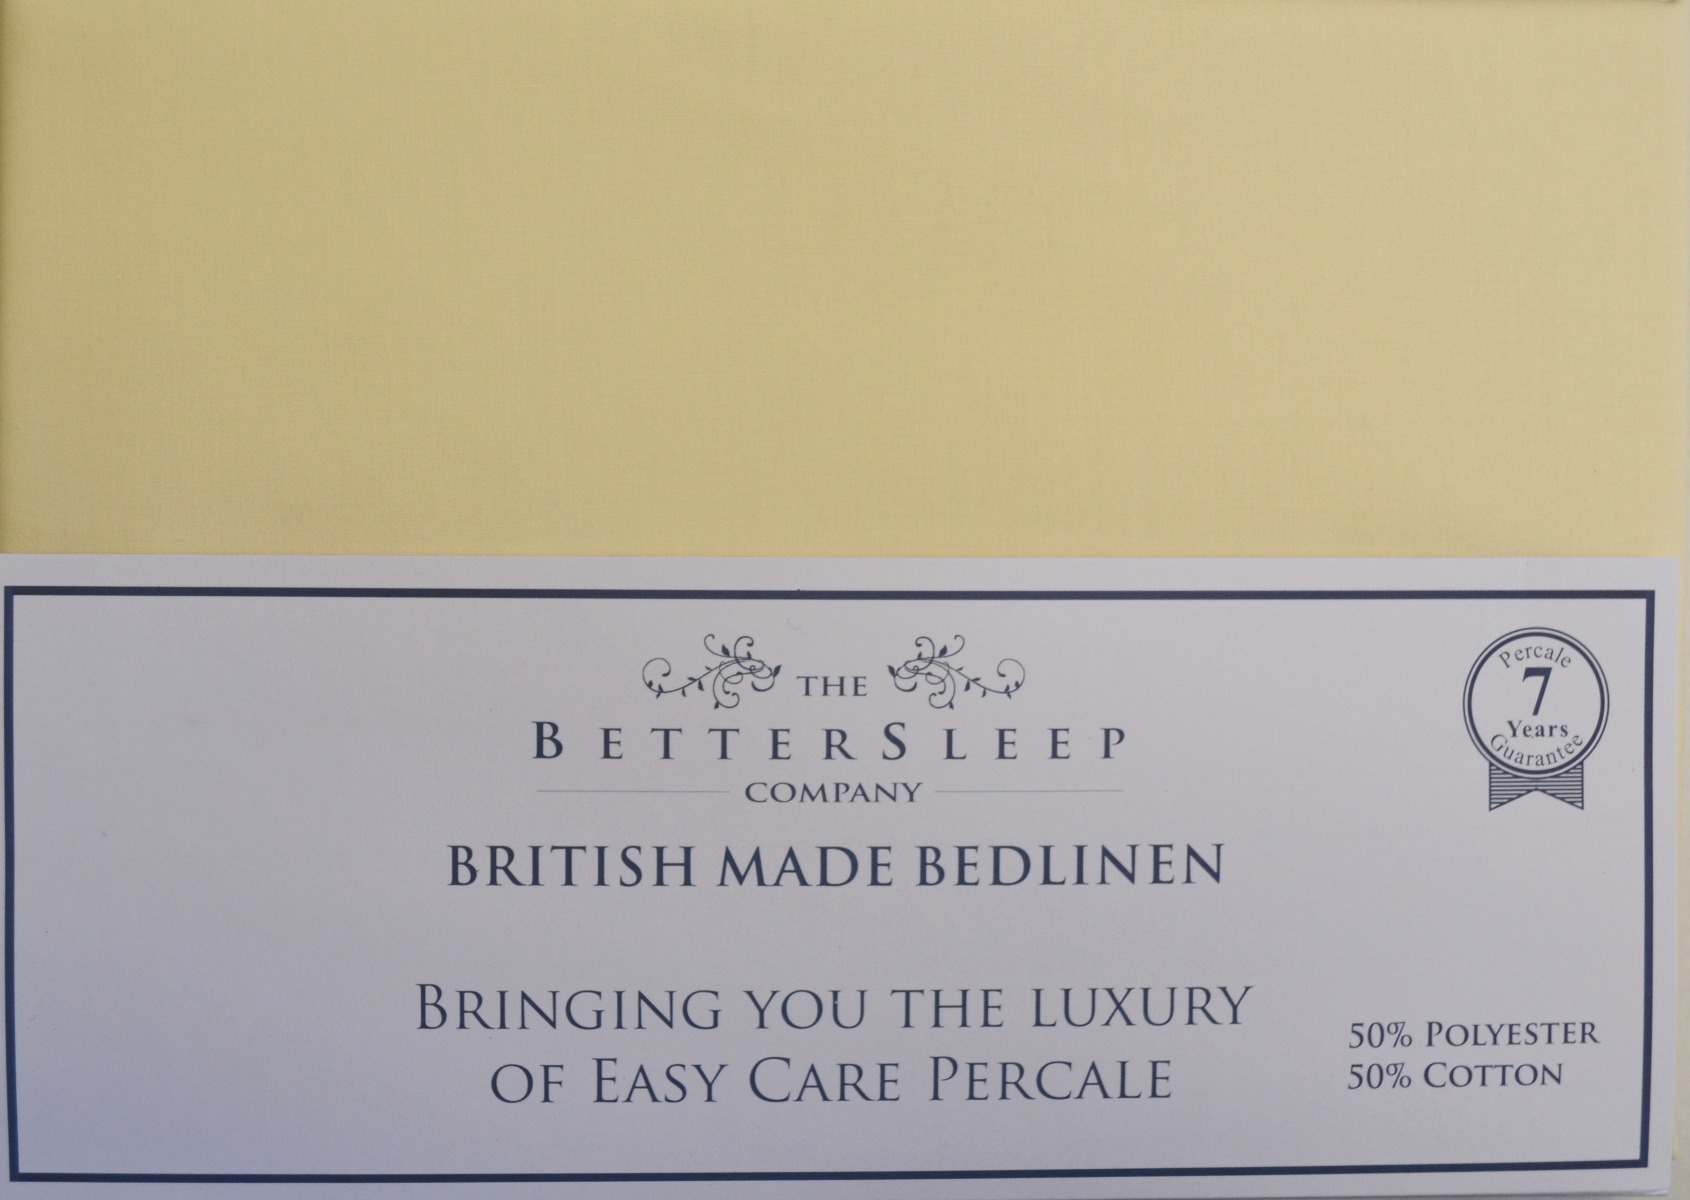 THE
BETTERSLEEP
COMPANY
BRITISH MADE BEDLINEN
BRINGING YOU THE LUXURY
OF EASY CARE PERCALE
Percale
7
Years
Guarantee
50% POLYESTER
50% COTTON